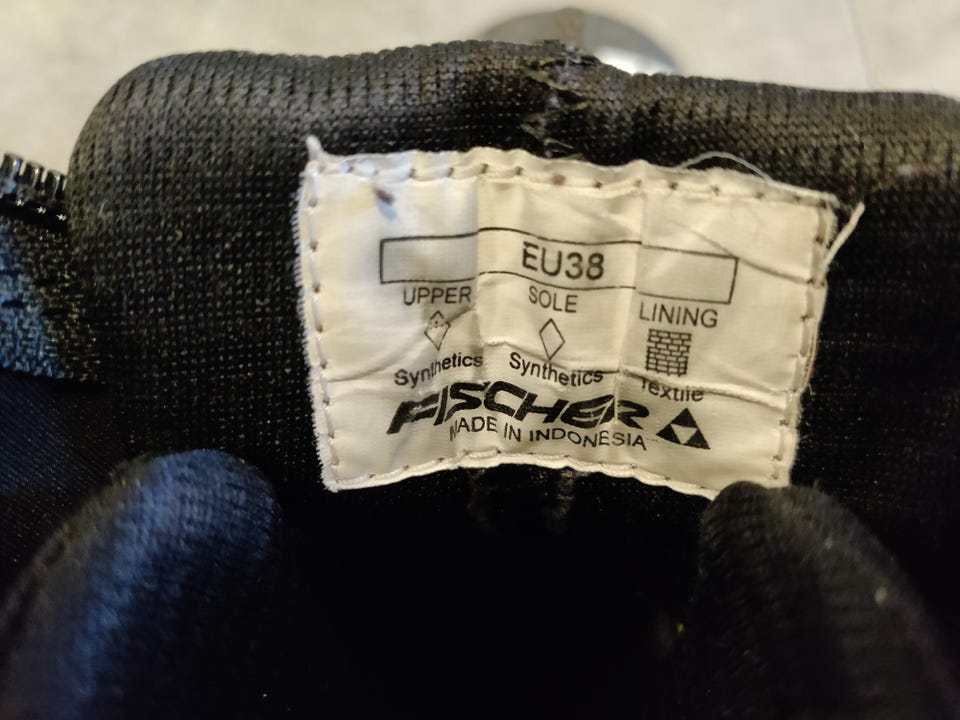 EU38
UPPER SOLE LINING
Synthetics Synthetics Textile
FISCHER
MADE IN INDONESIA